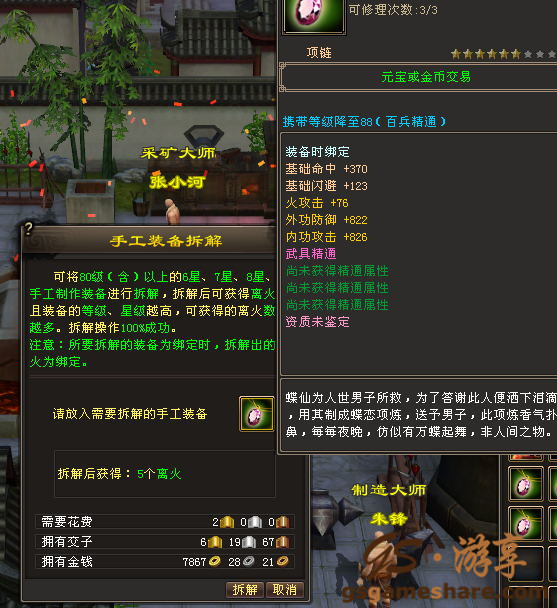 可修理次数:3/3
项链
元宝或金币交易
携带等级降至88(百兵精通)
装备时绑定
基础命中 +370
基础闪避 +123
火攻击 +76
外功防御 +822
内功攻击 +826
武具精通
尚未获得精通属性
尚未获得精通属性
尚未获得精通属性
资质未鉴定
蝶仙为人世男子所救,为了答谢此人便洒下泪滴
,用其制成蝶恋项炼,送予男子,此项炼香气扑
鼻,每每夜晚,仿似有万蝶起舞,非人间之物。
采矿大师
张小河
?
手工装备拆解
可将80级(含)以上的6星、7星、8星、
手工制作装备进行拆解,拆解后可获得离火
且装备的等级、星级越高,可获得的离火数
越多。拆解操作100%成功。
注意:所要拆解的装备为绑定时,拆解出的
火为绑定。
请放入需要拆解的手工装备
拆解后获得:5个离火
需要花费 2 0 0
拥有交子 6 19 67
拥有金钱 7867 28 21
拆解 取消
制造大师
朱锋
GS·游享
gsgameshare.com